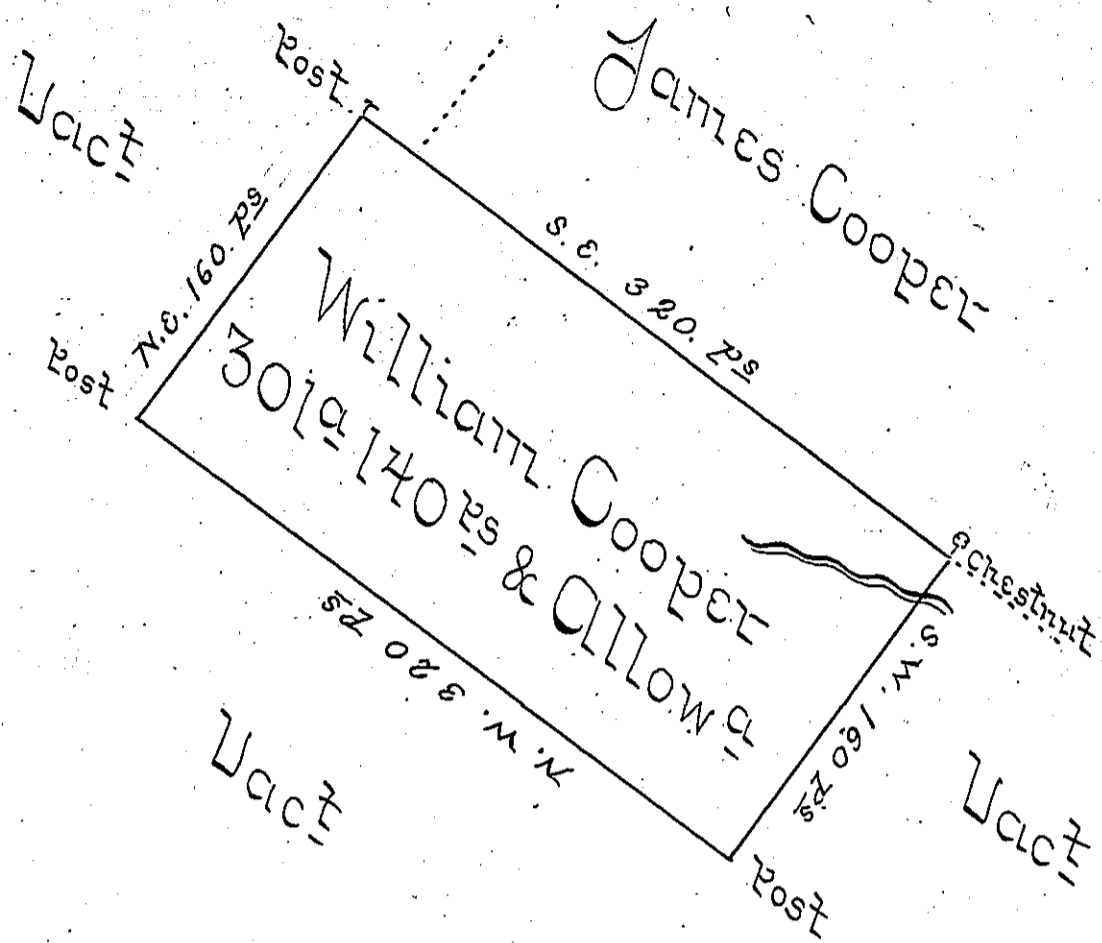 James Cooper
Post
Vact
S.E. 320. ps
N.E. 160. ps
William Cooper
301a 140ps & Allowa
Post
Chestnut
N.W. 320 ps
S.W. 160 ps
Vact
Vact
Post